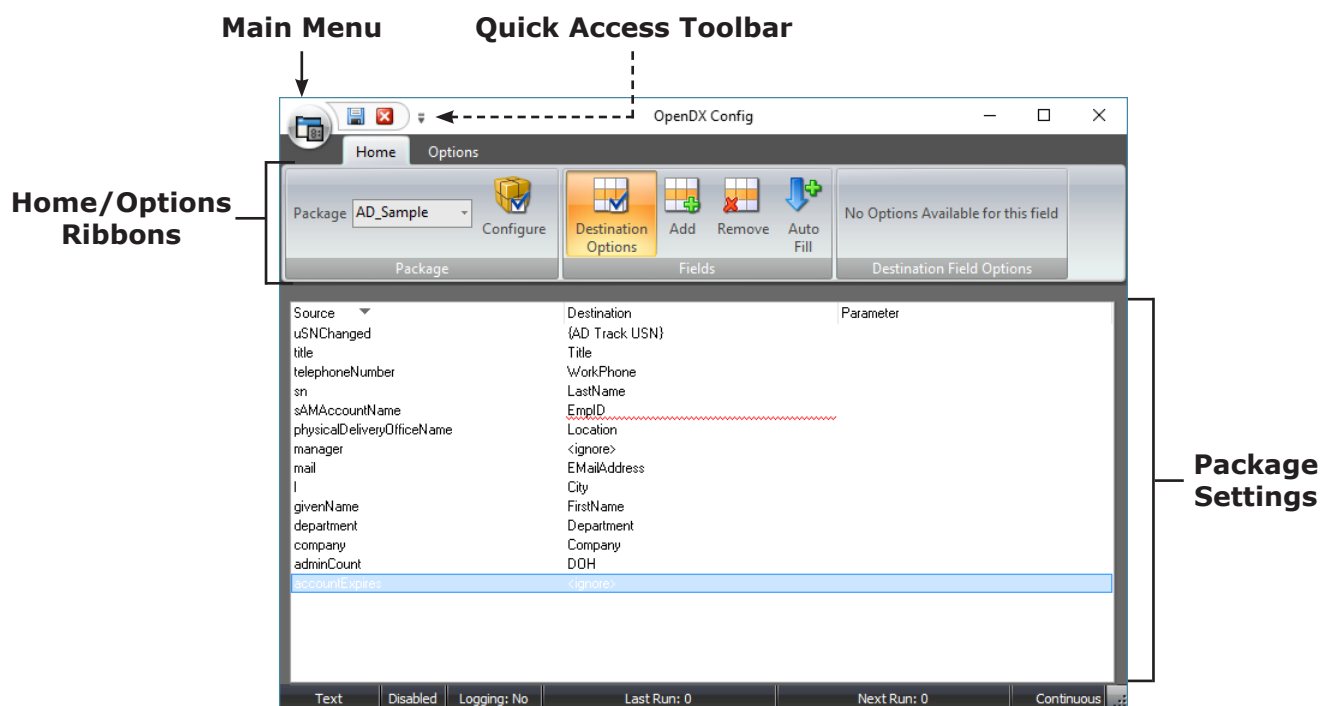 Main Menu
Quick Access Toolbar
OpenDX Config
Home Options
Home/Options
Ribbons
Package AD_Sample
Configure
Destination
Options
Add
Remove
Auto
Fill
No Options Available for this field
Package
Fields
Destination Field Options
Source Destination Parameter
uSNChanged {AD Track USN}
title Title
telephoneNumber WorkPhone
sn LastName
sAMAccountName EmpID
physicalDeliveryOfficeName Location
manager <ignore>
mail EMailAddress
l City
givenName FirstName
department Department
company Company
adminCount DOH
accountExpires <ignore>
Package
Settings
Text Disabled Logging: No Last Run: 0 Next Run: 0 Continuous